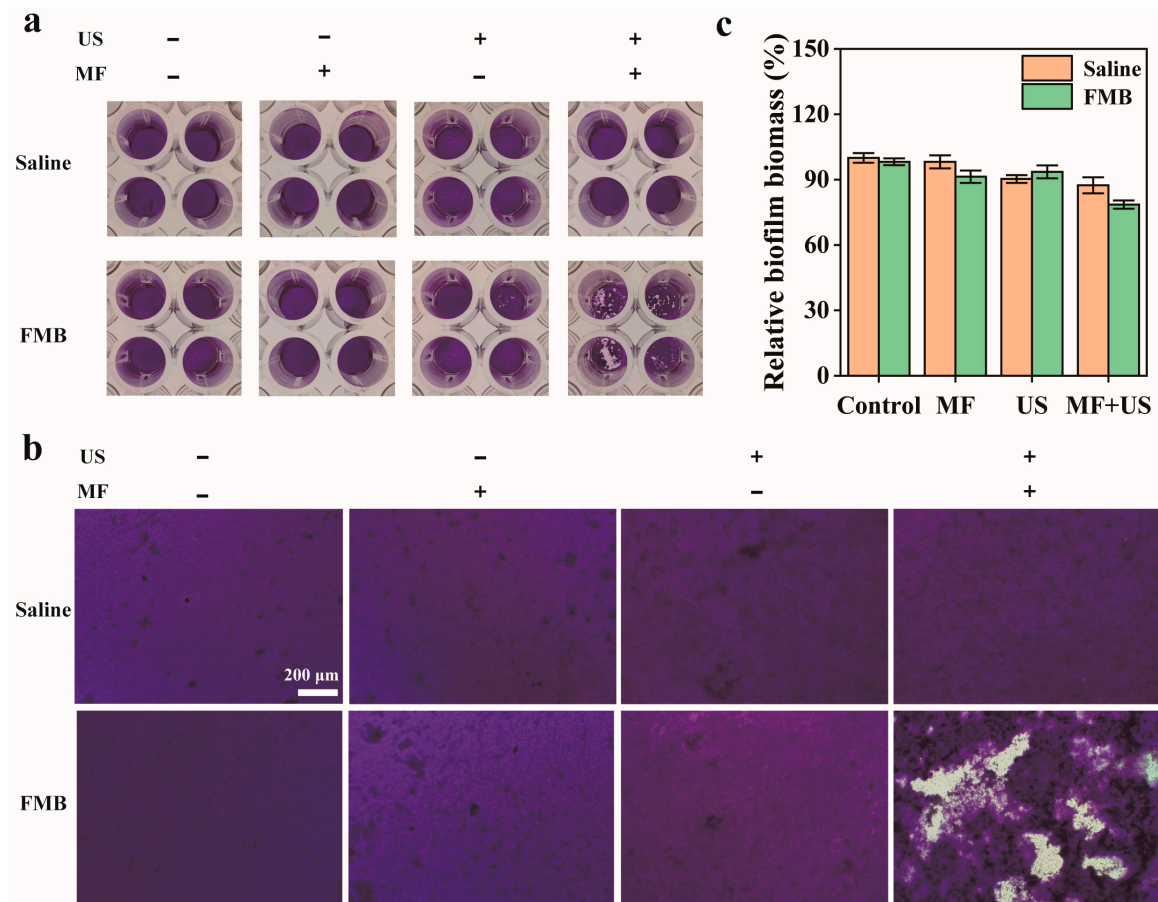 a
US − − + +
MF − + − +
Saline
FMB
c
Relative biofilm biomass (%)
150
120
90
60
30
0
Saline
FMB
Control MF US MF+US
b
US − − + +
MF − + − +
Saline
200 μm
FMB